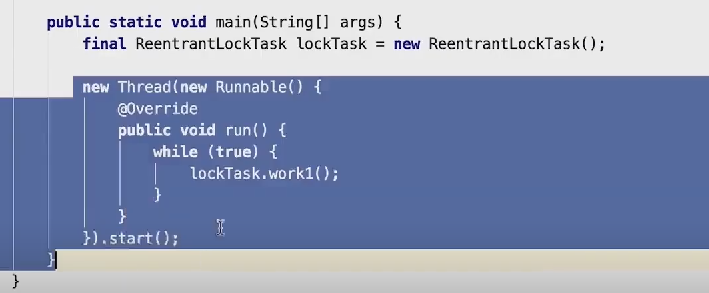 public static void main(String[] args) {
final ReentrantLockTask lockTask = new ReentrantLockTask();
new Thread(new Runnable() {
@Override
public void run() {
while (true) {
lockTask.work1();
}
}
}).start();
}
}